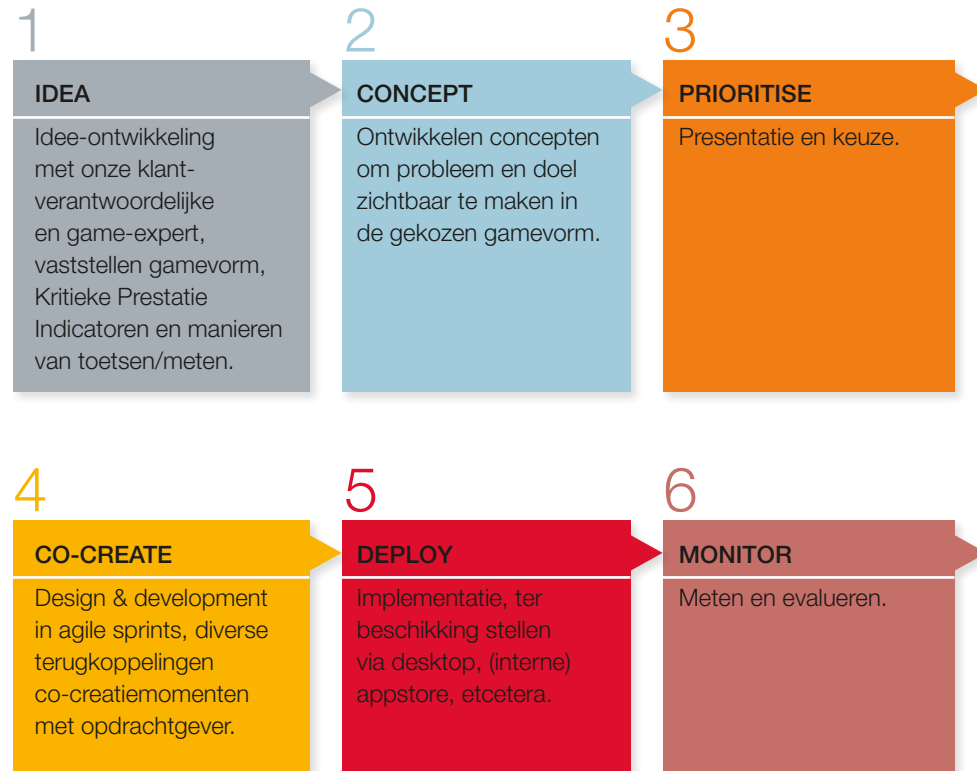 1
IDEA
Idee-ontwikkeling
met onze klant-
verantwoordelijke
en game-expert,
vaststellen gamevorm,
Kritieke Prestatie
Indicatoren en manieren
van toetsen/meten.
2
CONCEPT
Ontwikkelen concepten
om probleem en doel
zichtbaar te maken in
de gekozen gamevorm.
3
PRIORITISE
Presentatie en keuze.
4
CO-CREATE
Design & development
in agile sprints, diverse
terugkoppelingen
co-creatiemomenten
met opdrachtgever.
5
DEPLOY
Implementatie, ter
beschikking stellen
via desktop, (interne)
appstore, etcetera.
6
MONITOR
Meten en evalueren.